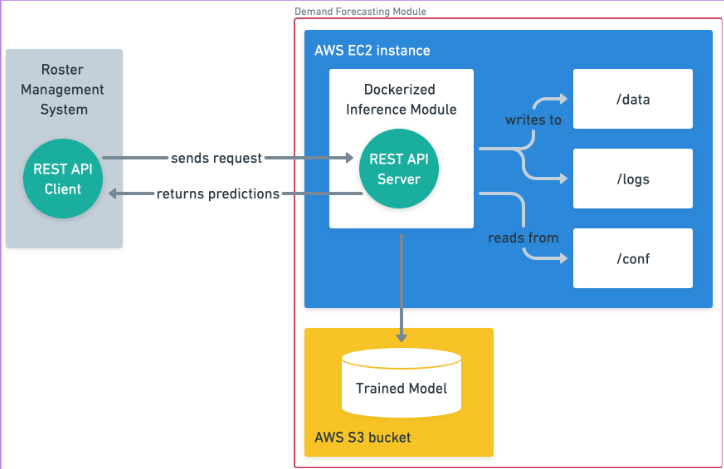 Demand Forecasting Module
AWS EC2 instance
Roster
Management
System
REST API
Client
sends request
returns predictions
Dockerized
Inference Module
REST API
Server
writes to
reads from
/data
/logs
/conf
Trained Model
AWS S3 bucket